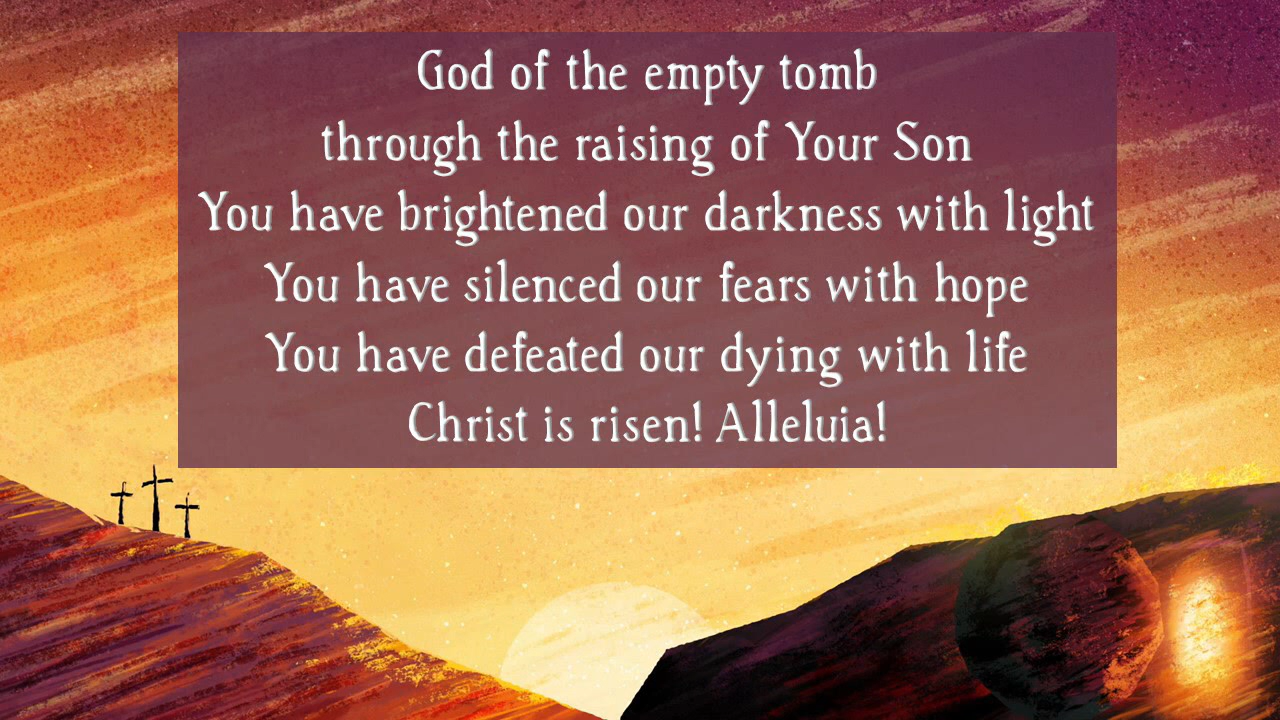 God of the empty tomb
through the raising of Your Son
You have brightened our darkness with light
You have silenced our fears with hope
You have defeated our dying with life
Christ is risen! Alleluia!